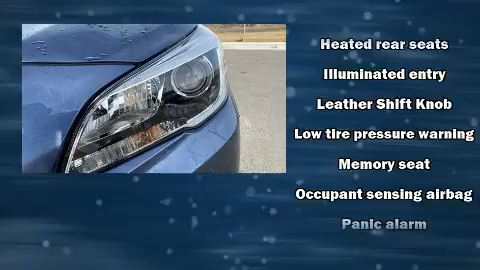 Heated rear seats
Illuminated entry
Leather Shift Knob
Low tire pressure warning
Memory seat
Occupant sensing airbag
Panic alarm